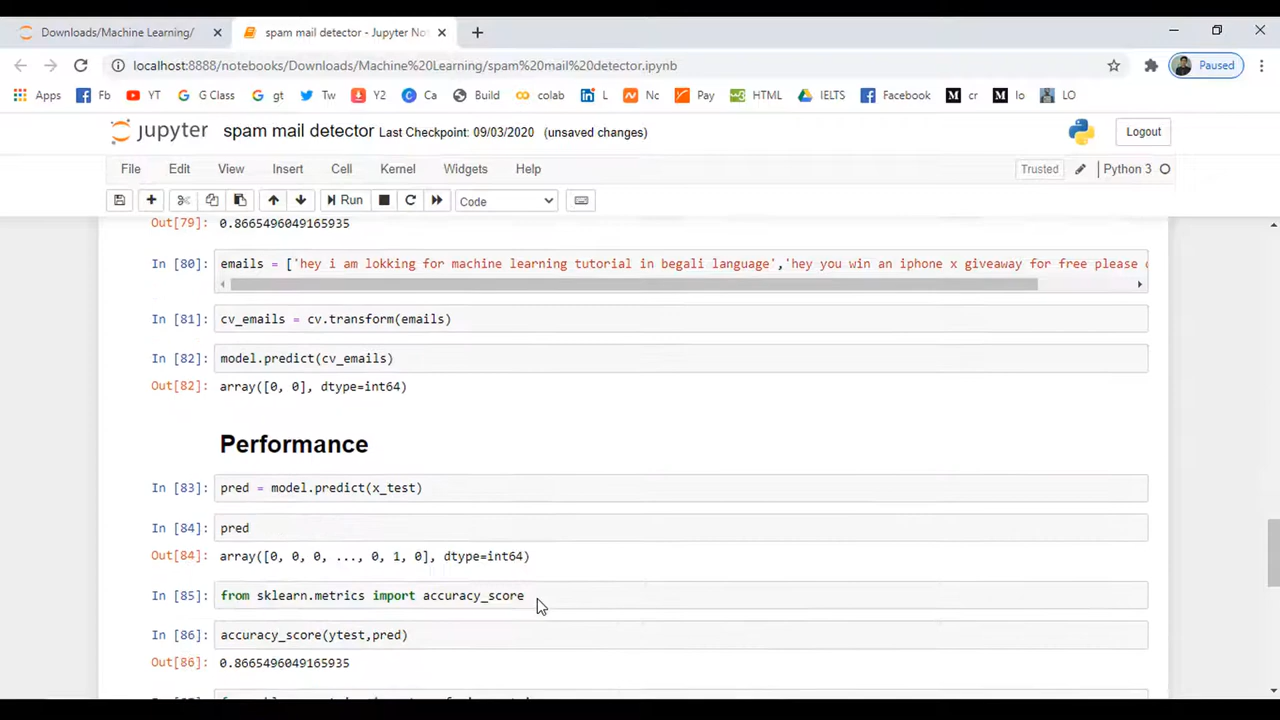 Downloads/Machine Learning/
spam mail detector - Jupyter Not
localhost:8888/notebooks/Downloads/Machine%20Learning/spam%20mail%20detector.ipynb
Paused
Apps Fb YT G Class gt Tw Y2 Ca Build colab L Nc Pay HTML IELTS Facebook cr Io LO
jupyter spam mail detector Last Checkpoint: 09/03/2020 (unsaved changes)
Logout
File Edit View Insert Cell Kernel Widgets Help
Trusted Python 3
Run Code
Out[79]: 0.8665496049165935
In [80]: emails = ['hey i am lokking for machine learning tutorial in begali language','hey you win an iphone x giveaway for free please
In [81]: cv_emails = cv.transform(emails)
In [82]: model.predict(cv_emails)
Out[82]: array([0, 0], dtype=int64)
Performance
In [83]: pred = model.predict(x_test)
In [84]: pred
Out[84]: array([0, 0, 0, ..., 0, 1, 0], dtype=int64)
In [85]: from sklearn.metrics import accuracy_score
In [86]: accuracy_score(ytest,pred)
Out[86]: 0.8665496049165935